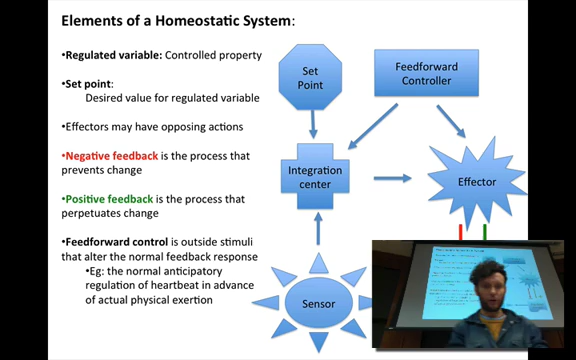 Elements of a Homeostatic System:
•Regulated variable: Controlled property
•Set point:
Desired value for regulated variable
•Effectors may have opposing actions
•Negative feedback is the process that
prevents change
•Positive feedback is the process that
perpetuates change
•Feedforward control is outside stimuli
that alter the normal feedback response
•Eg: the normal anticipatory
regulation of heartbeat in advance
of actual physical exertion
Set
Point
Feedforward
Controller
Integration
center
Effector
Sensor